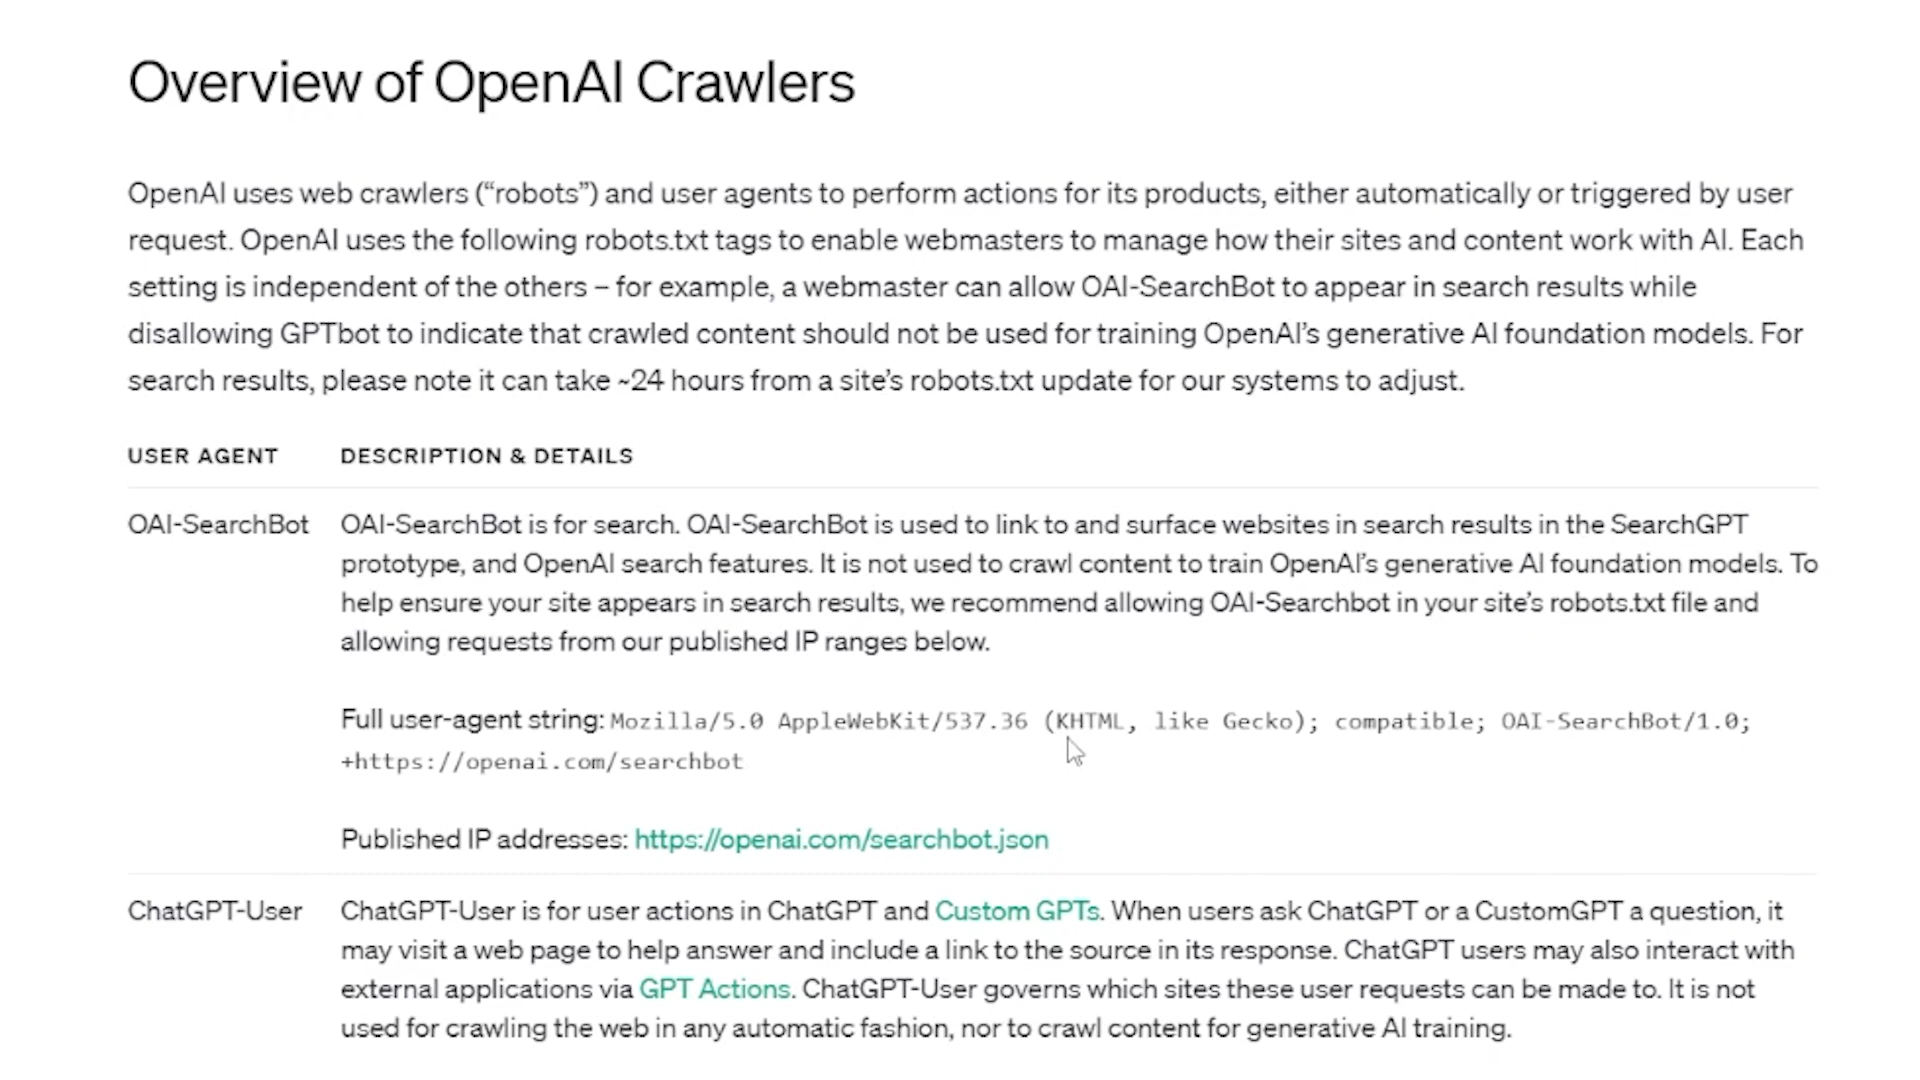 Overview of OpenAI Crawlers
OpenAI uses web crawlers (“robots”) and user agents to perform actions for its products, either automatically or triggered by user
request. OpenAI uses the following robots.txt tags to enable webmasters to manage how their sites and content work with AI. Each
setting is independent of the others – for example, a webmaster can allow OAI-SearchBot to appear in search results while
disallowing GPTbot to indicate that crawled content should not be used for training OpenAI’s generative AI foundation models. For
search results, please note it can take ~24 hours from a site’s robots.txt update for our systems to adjust.
USER AGENT DESCRIPTION & DETAILS
OAI-SearchBot OAI-SearchBot is for search. OAI-SearchBot is used to link to and surface websites in search results in the SearchGPT
prototype, and OpenAI search features. It is not used to crawl content to train OpenAI’s generative AI foundation models. To
help ensure your site appears in search results, we recommend allowing OAI-Searchbot in your site’s robots.txt file and
allowing requests from our published IP ranges below.
Full user-agent string: Mozilla/5.0 AppleWebKit/537.36 (KHTML, like Gecko); compatible; OAI-SearchBot/1.0;
+https://openai.com/searchbot
Published IP addresses: https://openai.com/searchbot.json
ChatGPT-User ChatGPT-User is for user actions in ChatGPT and Custom GPTs. When users ask ChatGPT or a CustomGPT a question, it
may visit a web page to help answer and include a link to the source in its response. ChatGPT users may also interact with
external applications via GPT Actions. ChatGPT-User governs which sites these user requests can be made to. It is not
used for crawling the web in any automatic fashion, nor to crawl content for generative AI training.